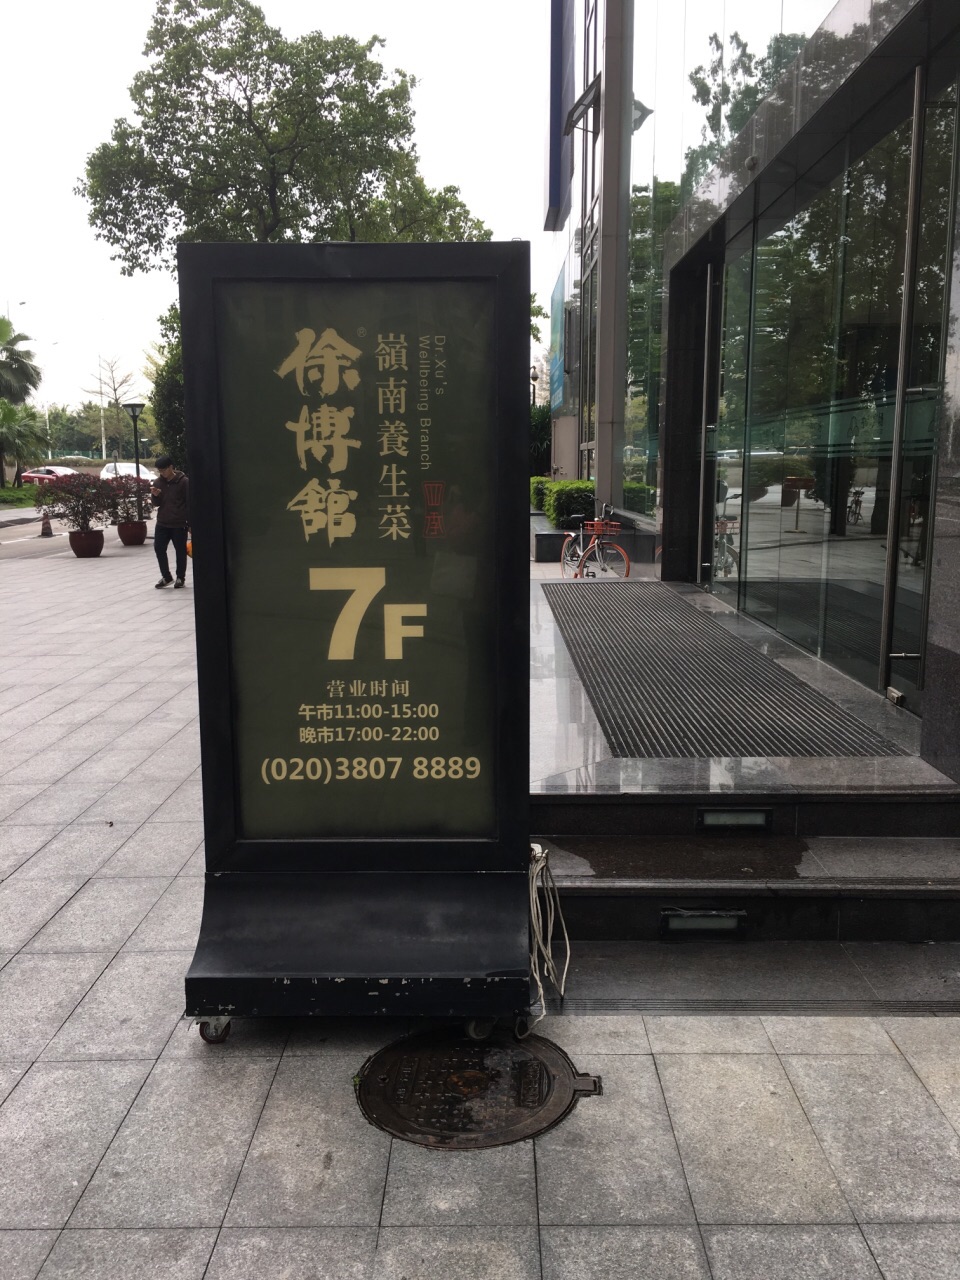 徐博館
®
嶺南養生菜
Dr.Xu's
Wellbeing Branch
7F
营业时间
午市11:00-15:00
晚市17:00-22:00
(020)3807 8889